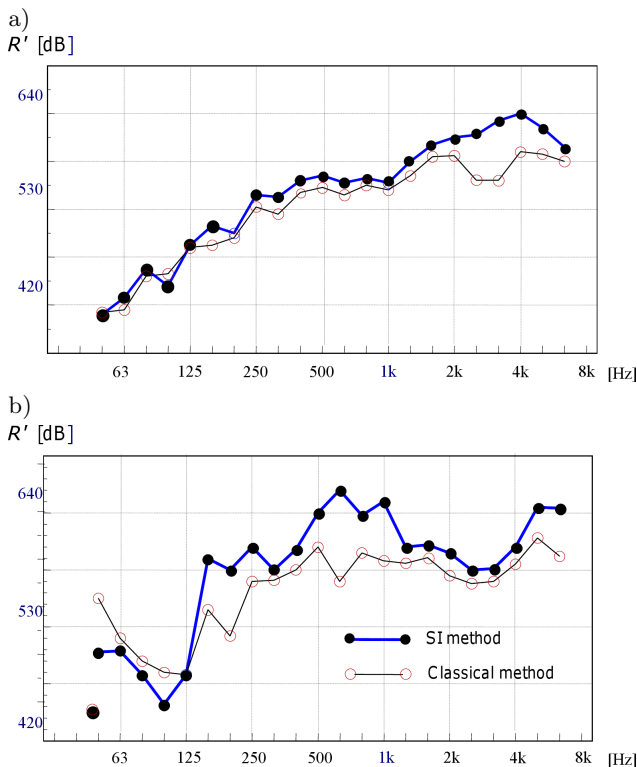 a)
R′ [dB]
640
530
420
63 125 250 500 1k 2k 4k 8k [Hz]
b)
R′ [dB]
640
530
SI method
Classical method
420
63 125 250 500 1k 2k 4k 8k [Hz]